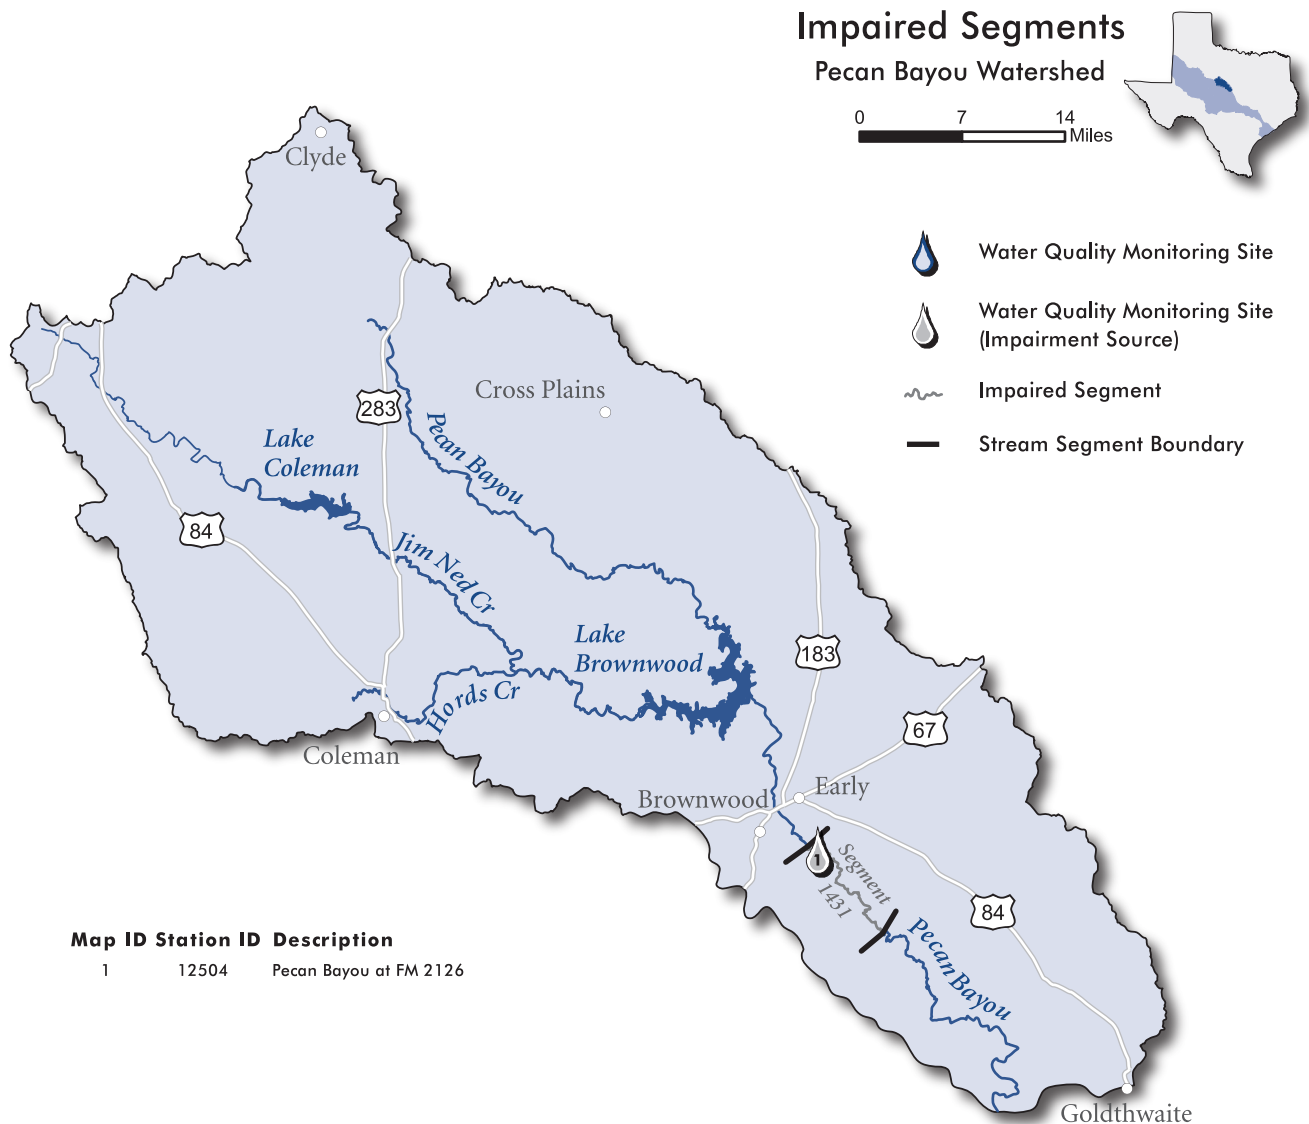 Impaired Segments
Pecan Bayou Watershed
0 7 14
Miles
Water Quality Monitoring Site
Water Quality Monitoring Site
(Impairment Source)
Impaired Segment
Stream Segment Boundary
Clyde
Cross Plains
283
Pecan Bayou
Lake
Coleman
84
Jim Ned Cr
Lake
Brownwood
183
Hords Cr
67
Coleman
Brownwood
Early
1
Segment
1431
84
Pecan Bayou
Goldthwaite
Map ID Station ID Description
1 12504 Pecan Bayou at FM 2126